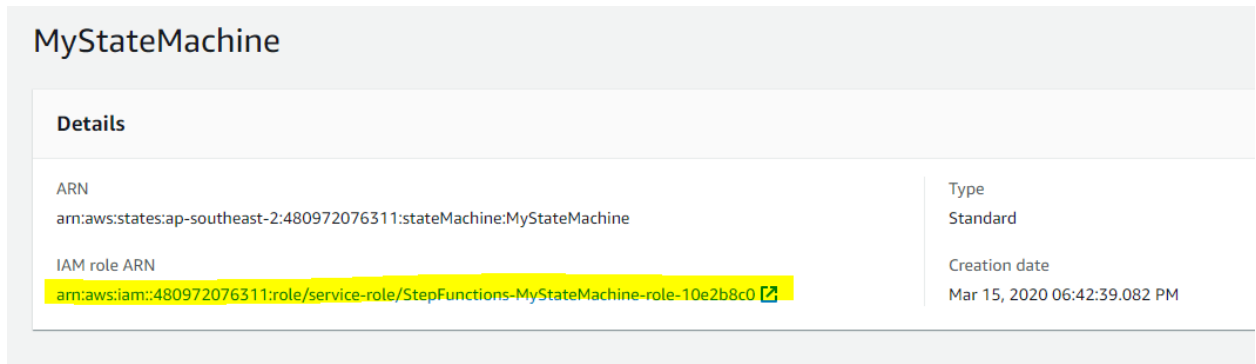 MyStateMachine
Details
ARN
arn:aws:states:ap-southeast-2:480972076311:stateMachine:MyStateMachine
Type
Standard
IAM role ARN
arn:aws:iam::480972076311:role/service-role/StepFunctions-MyStateMachine-role-10e2b8c0
Creation date
Mar 15, 2020 06:42:39.082 PM